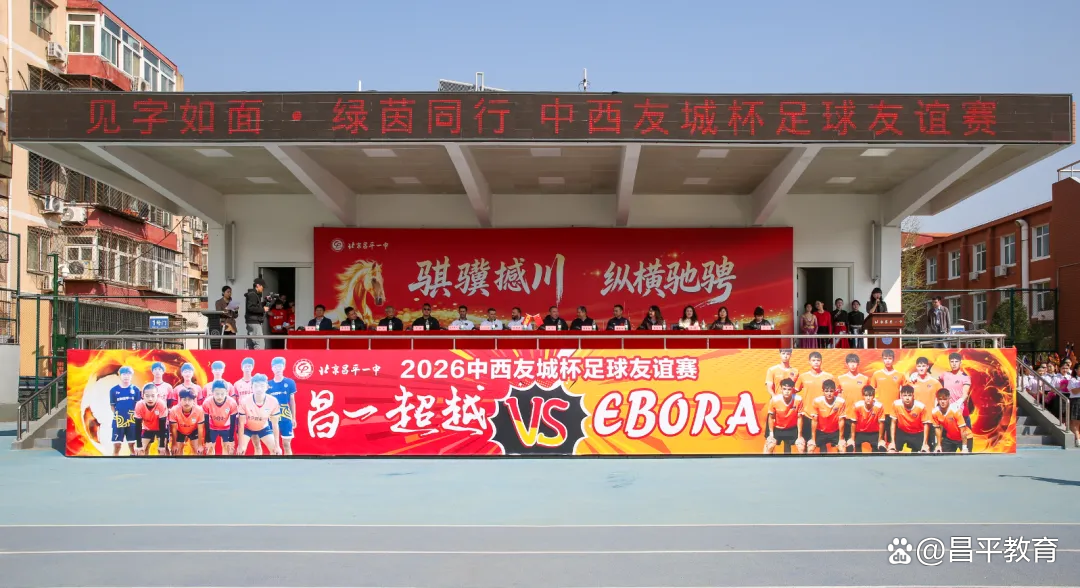 见字如面·绿茵同行 中西友城杯足球友谊赛
北京昌平一中
骐骥撼川 纵横驰骋
北京昌平一中
2026中西友城杯足球友谊赛
昌一超越 VS EBORA
@昌平教育